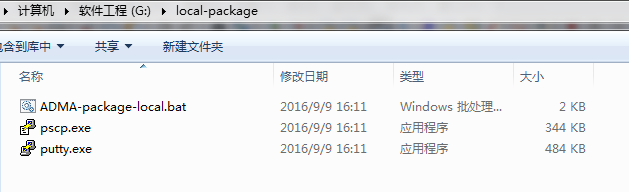 计算机 ▸ 软件工程 (G:) ▸ local-package
含到库中 共享 新建文件夹
名称 修改日期 类型 大小
ADMA-package-local.bat 2016/9/9 16:11 Windows 批处理... 2 KB
pscp.exe 2016/9/9 16:11 应用程序 344 KB
putty.exe 2016/9/9 16:11 应用程序 484 KB